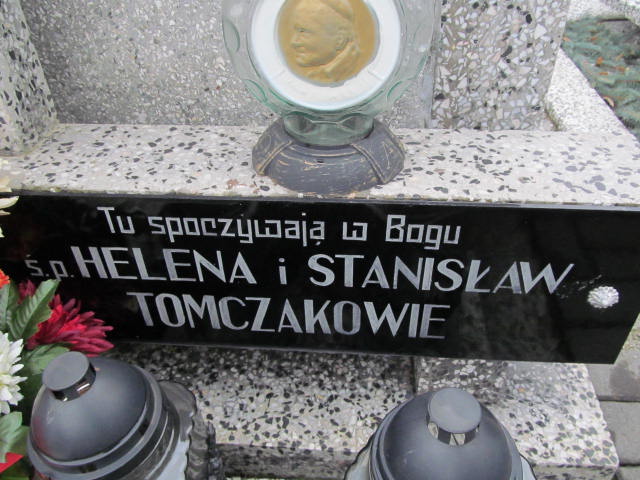 Tu spoczywają w Bogu
ś.p. HELENA i STANISŁAW
TOMCZAKOWIE